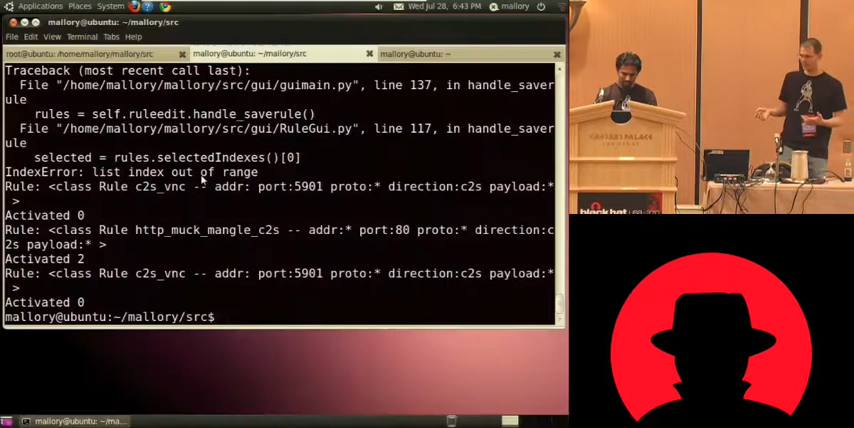 Applications Places System Wed Jul 28, 6:43 PM mallory
mallory@ubuntu: ~/mallory/src
File Edit View Terminal Tabs Help
root@ubuntu: /home/mallory/mallory/src mallory@ubuntu: ~/mallory/src mallory@ubuntu: ~
Traceback (most recent call last):
File "/home/mallory/mallory/src/gui/guimain.py", line 137, in handle_saver
ule
rules = self.ruleedit.handle_saverule()
File "/home/mallory/mallory/src/gui/RuleGui.py", line 117, in handle_saver
ule
selected = rules.selectedIndexes()[0]
IndexError: list index out of range
Rule: <class Rule c2s_vnc -- addr: port:5901 proto:* direction:c2s payload:*
>
Activated 0
Rule: <class Rule http_muck_mangle_c2s -- addr:* port:80 proto:* direction:c
2s payload:* >
Activated 2
Rule: <class Rule c2s_vnc -- addr: port:5901 proto:* direction:c2s payload:*
>
Activated 0
mallory@ubuntu:~/mallory/src$
mallory@ubuntu: ~/ma...
CAESARS PALACE
LAS VEGAS
black hat USA 2010